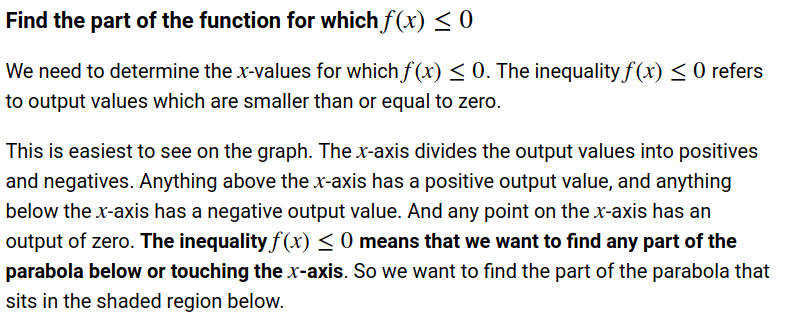 Find the part of the function for which f(x) ≤ 0
We need to determine the x-values for which f(x) ≤ 0. The inequality f(x) ≤ 0 refers
to output values which are smaller than or equal to zero.
This is easiest to see on the graph. The x-axis divides the output values into positives
and negatives. Anything above the x-axis has a positive output value, and anything
below the x-axis has a negative output value. And any point on the x-axis has an
output of zero. The inequality f(x) ≤ 0 means that we want to find any part of the
parabola below or touching the x-axis. So we want to find the part of the parabola that
sits in the shaded region below.